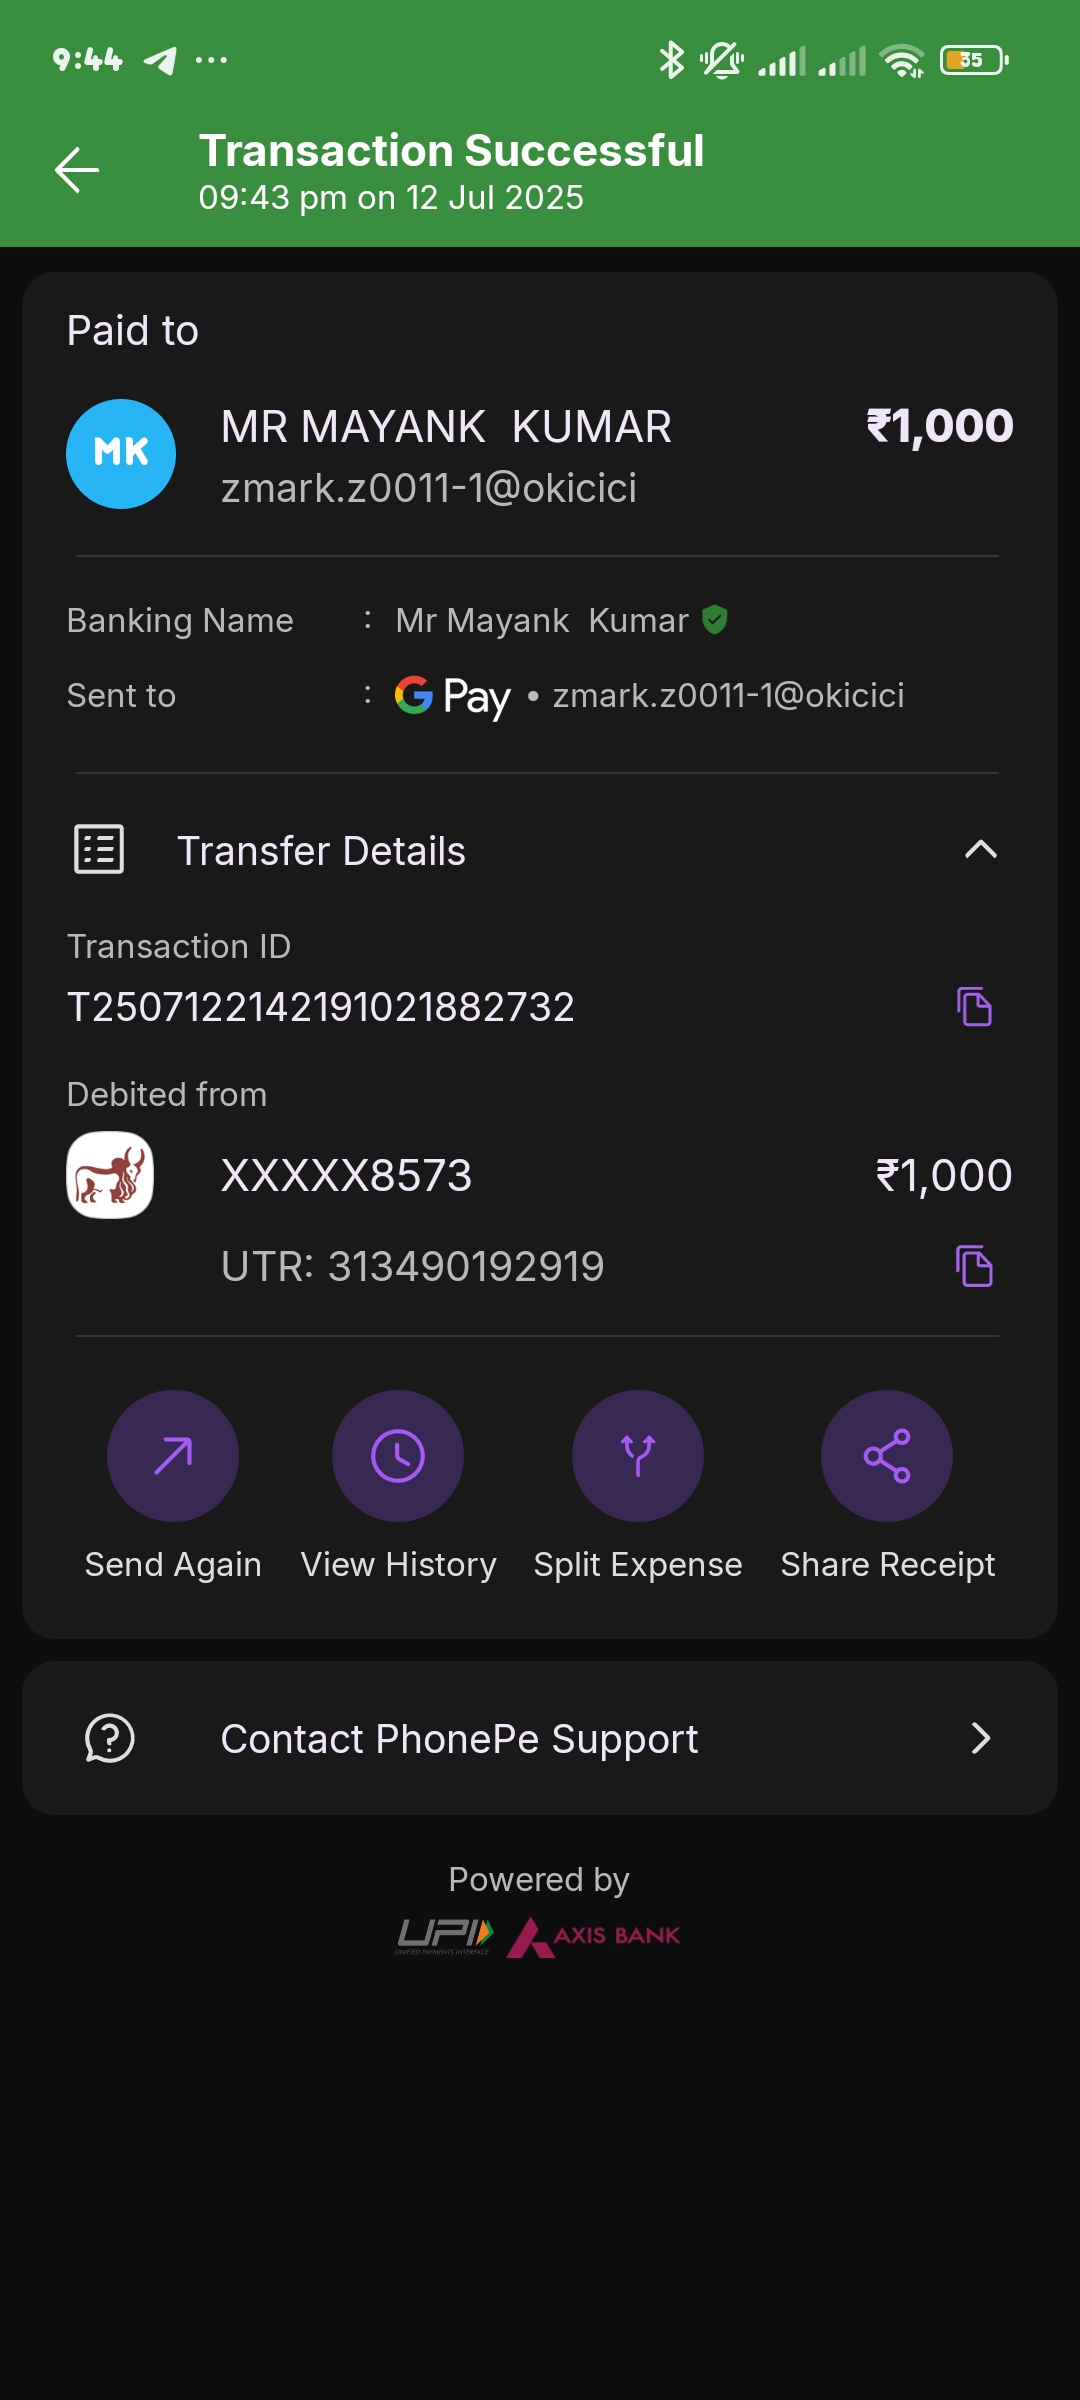 9:44
35
Transaction Successful
09:43 pm on 12 Jul 2025
Paid to
MK
MR MAYANK  KUMAR
₹1,000
zmark.z0011-1@okicici
Banking Name : Mr Mayank  Kumar
Sent to : G Pay • zmark.z0011-1@okicici
Transfer Details
Transaction ID
T2507122142191021882732
Debited from
XXXXX8573
₹1,000
UTR: 313490192919
Send Again
View History
Split Expense
Share Receipt
Contact PhonePe Support
Powered by
UPI AXIS BANK
UNIFIED PAYMENTS INTERFACE